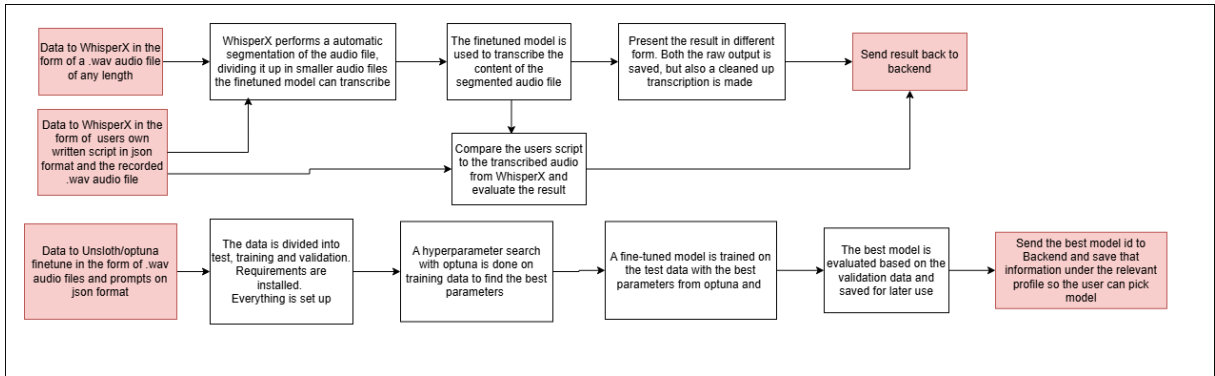 Data to WhisperX in the
form of a .wav audio file
of any length
WhisperX performs a automatic
segmentation of the audio file,
dividing it up in smaller audio files
the finetuned model can transcribe
The finetuned model is
used to transcribe the
content of the
segmented audio file
Present the result in different
form. Both the raw output is
saved, but also a cleaned up
transcription is made
Send result back to
backend
Data to WhisperX in the
form of users own
written script in json
format and the recorded
.wav audio file
Compare the users script
to the transcribed audio
from WhisperX and
evaluate the result
Data to Unsloth/optuna
finetune in the form of .wav
audio files and prompts on
json format
The data is divided into
test, training and validation.
Requirements are
installed.
Everything is set up
A hyperparameter search
with optuna is done on
training data to find the best
parameters
A fine-tuned model is trained on
the test data with the best
parameters from optuna and
The best model is
evaluated based on the
validation data and
saved for later use
Send the best model id to
Backend and save that
information under the relevant
profile so the user can pick
model